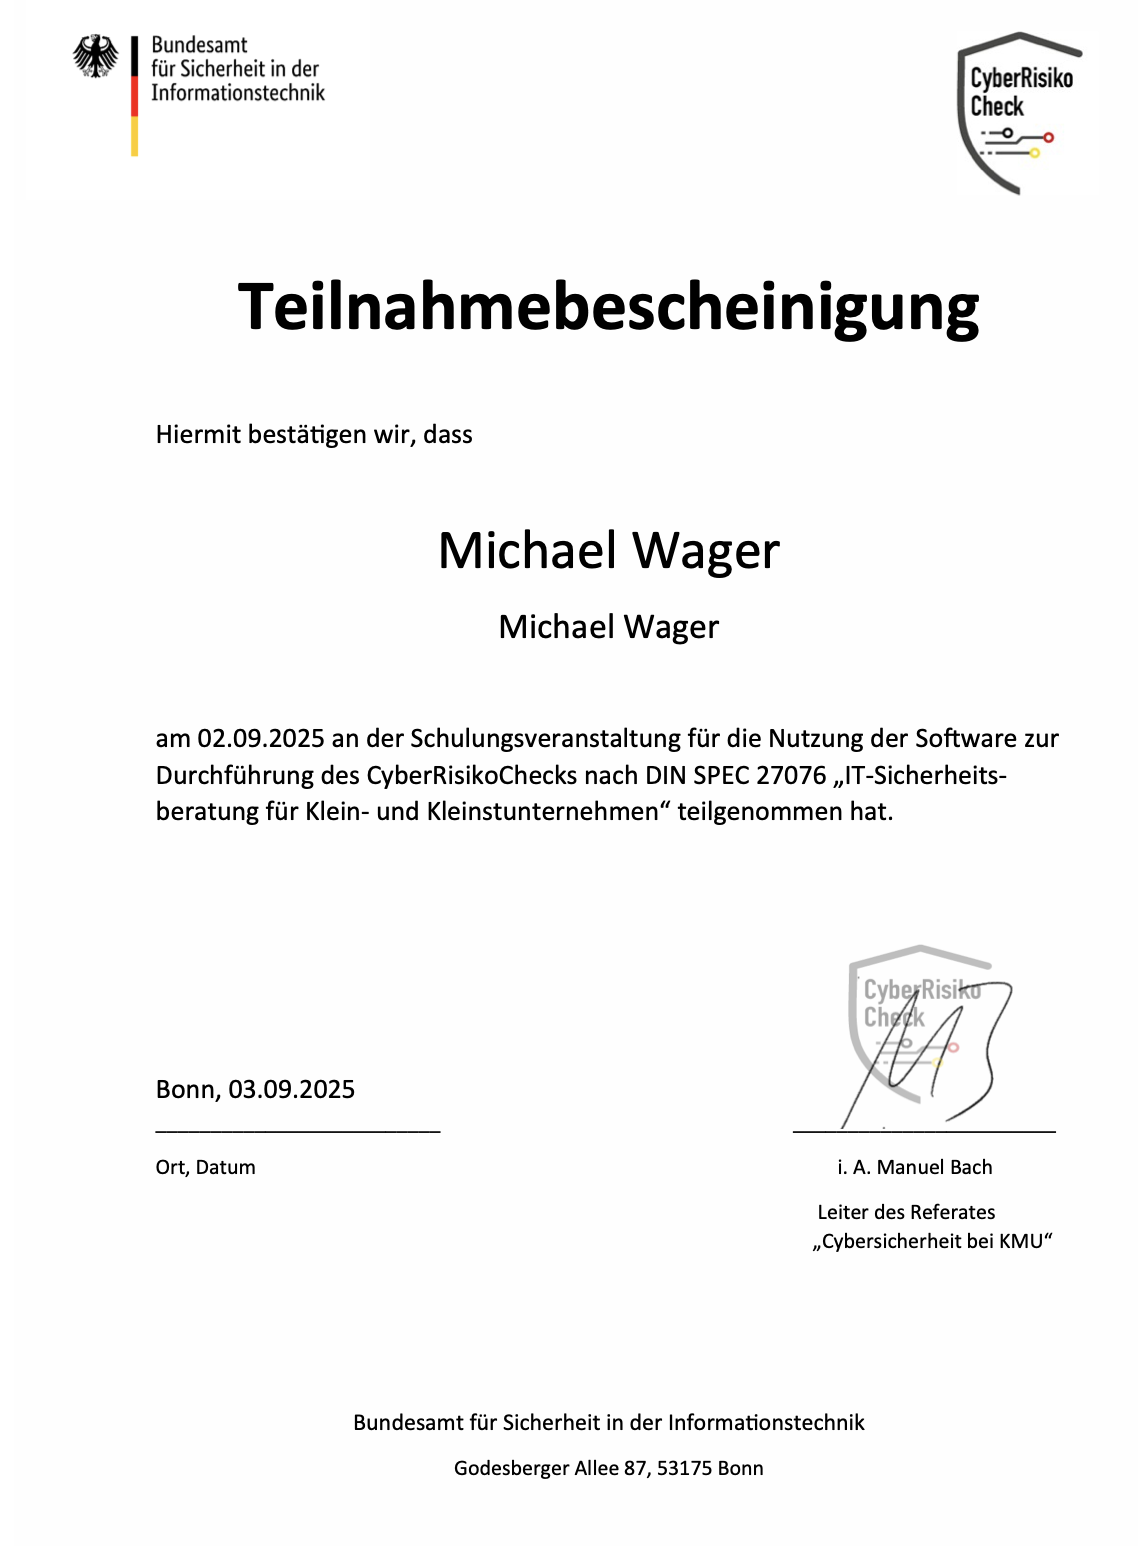 Bundesamt
für Sicherheit in der
Informationstechnik
CyberRisiko
Check
Teilnahmebescheinigung
Hiermit bestätigen wir, dass
Michael Wager
Michael Wager
am 02.09.2025 an der Schulungsveranstaltung für die Nutzung der Software zur
Durchführung des CyberRisikoChecks nach DIN SPEC 27076 „IT-Sicherheits-
beratung für Klein- und Kleinstunternehmen“ teilgenommen hat.
CyberRisiko
Check
Bonn, 03.09.2025
Ort, Datum
i. A. Manuel Bach
Leiter des Referates
„Cybersicherheit bei KMU“
Bundesamt für Sicherheit in der Informationstechnik
Godesberger Allee 87, 53175 Bonn